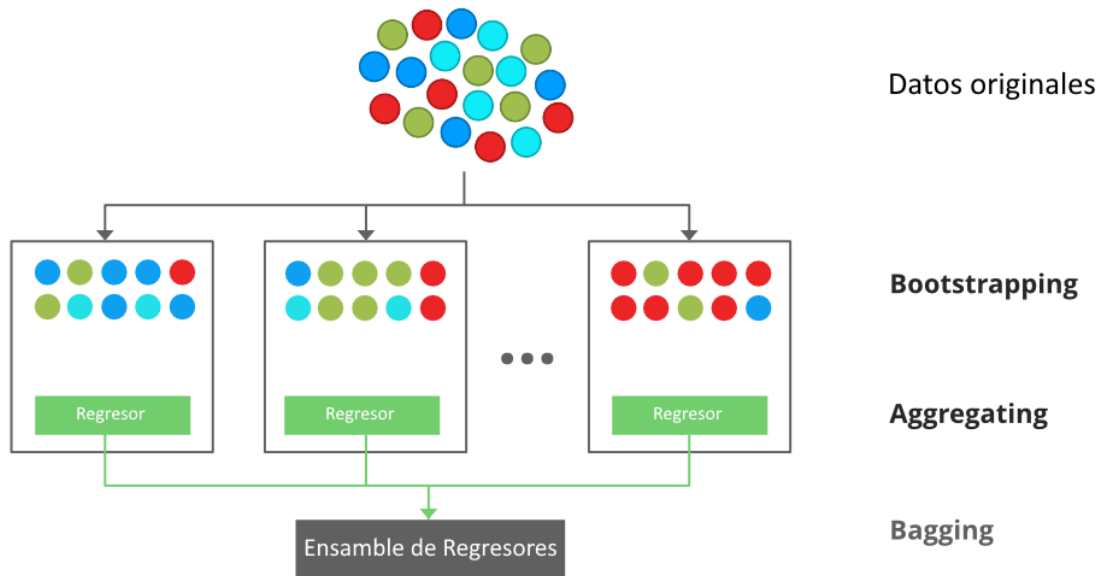 Datos originales
Bootstrapping
Regresor
Regresor
Regresor
Aggregating
Ensamble de Regresores
Bagging